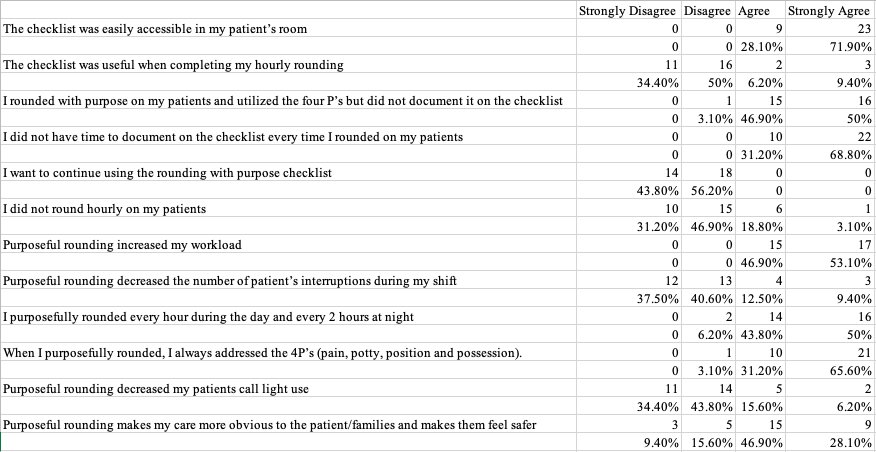 Strongly Disagree Disagree Agree Strongly Agree
The checklist was easily accessible in my patient's room 0 0 9 23
0 0 28.10% 71.90%
The checklist was useful when completing my hourly rounding 11 16 2 3
34.40% 50% 6.20% 9.40%
I rounded with purpose on my patients and utilized the four P's but did not document it on the checklist 0 1 15 16
0 3.10% 46.90% 50%
I did not have time to document on the checklist every time I rounded on my patients 0 0 10 22
0 0 31.20% 68.80%
I want to continue using the rounding with purpose checklist 14 18 0 0
43.80% 56.20% 0 0
I did not round hourly on my patients 10 15 6 1
31.20% 46.90% 18.80% 3.10%
Purposeful rounding increased my workload 0 0 15 17
0 0 46.90% 53.10%
Purposeful rounding decreased the number of patient's interruptions during my shift 12 13 4 3
37.50% 40.60% 12.50% 9.40%
I purposefully rounded every hour during the day and every 2 hours at night 0 2 14 16
0 6.20% 43.80% 50%
When I purposefully rounded, I always addressed the 4P's (pain, potty, position and possession). 0 1 10 21
0 3.10% 31.20% 65.60%
Purposeful rounding decreased my patients call light use 11 14 5 2
34.40% 43.80% 15.60% 6.20%
Purposeful rounding makes my care more obvious to the patient/families and makes them feel safer 3 5 15 9
9.40% 15.60% 46.90% 28.10%